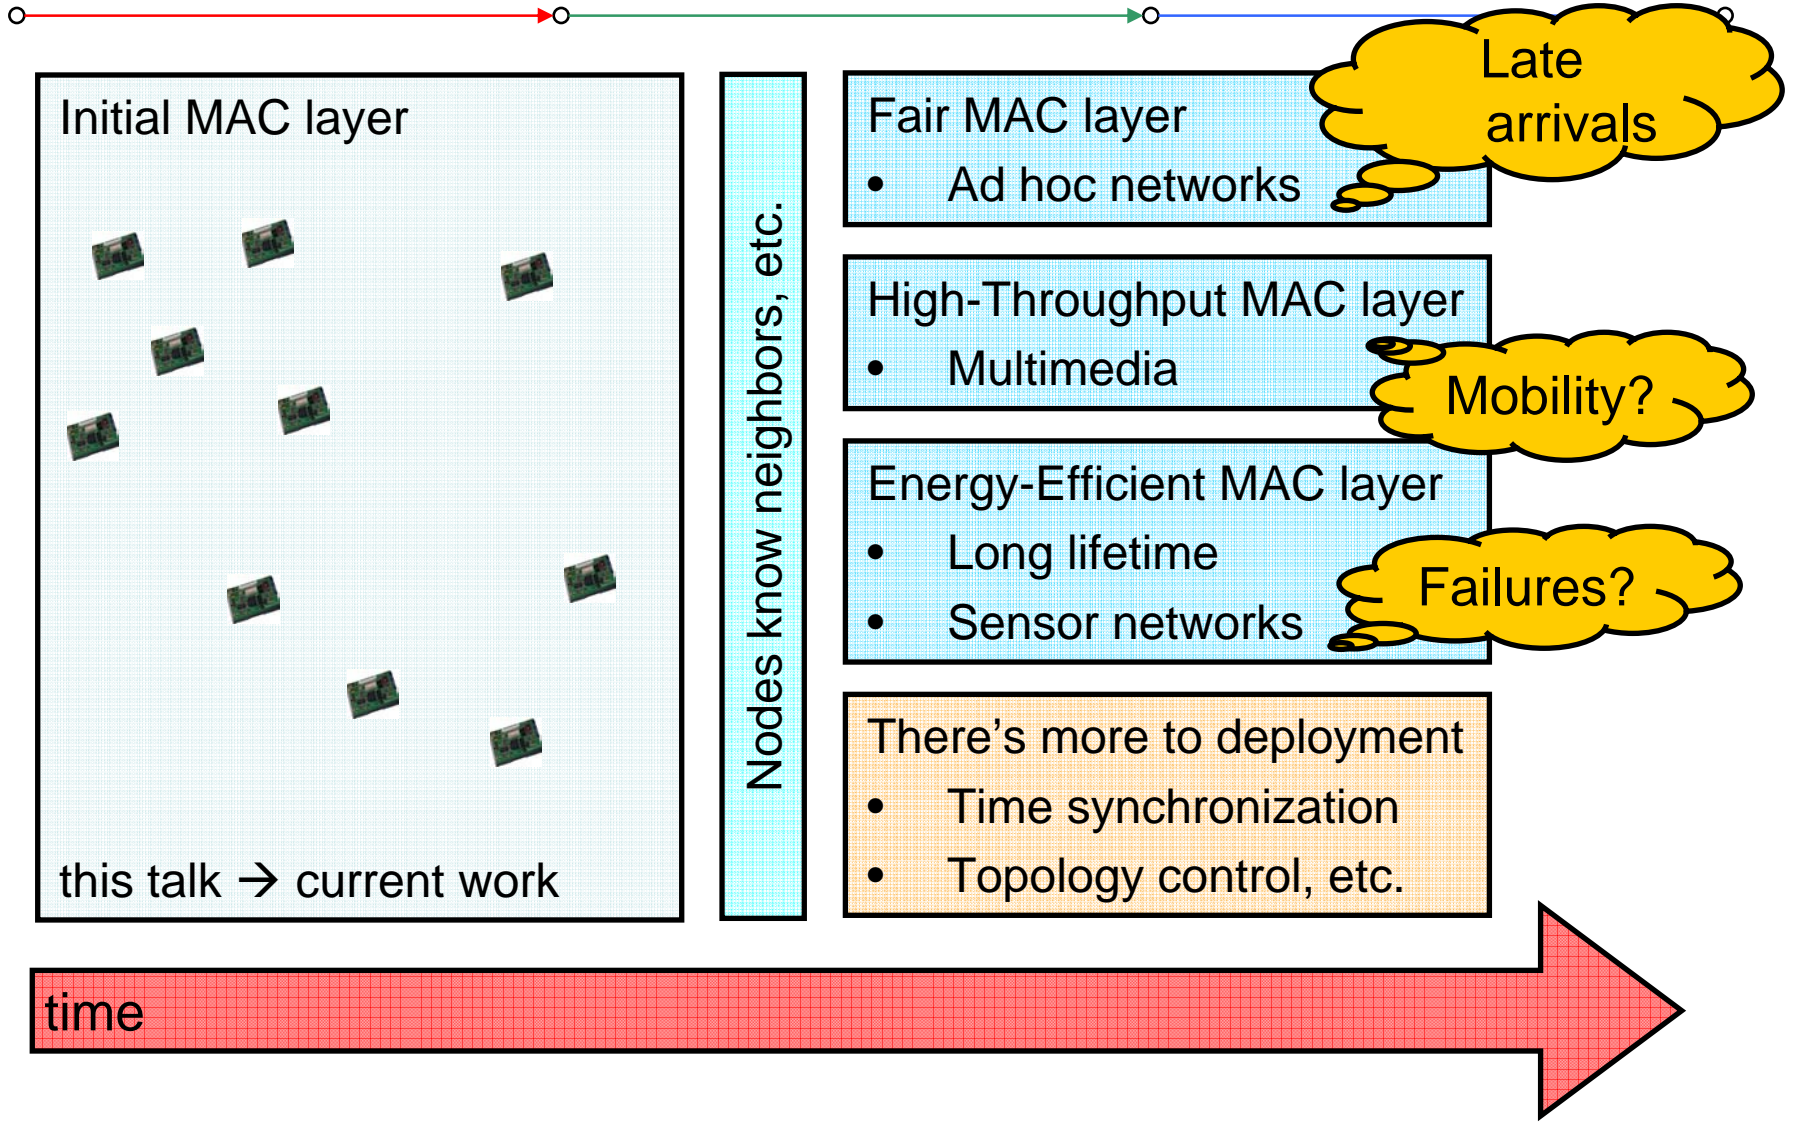 Initial MAC layer
this talk → current work
Nodes know neighbors, etc.
Fair MAC layer
• Ad hoc networks
Late
arrivals
High-Throughput MAC layer
• Multimedia
Mobility?
Energy-Efficient MAC layer
• Long lifetime
• Sensor networks
Failures?
There’s more to deployment
• Time synchronization
• Topology control, etc.
time